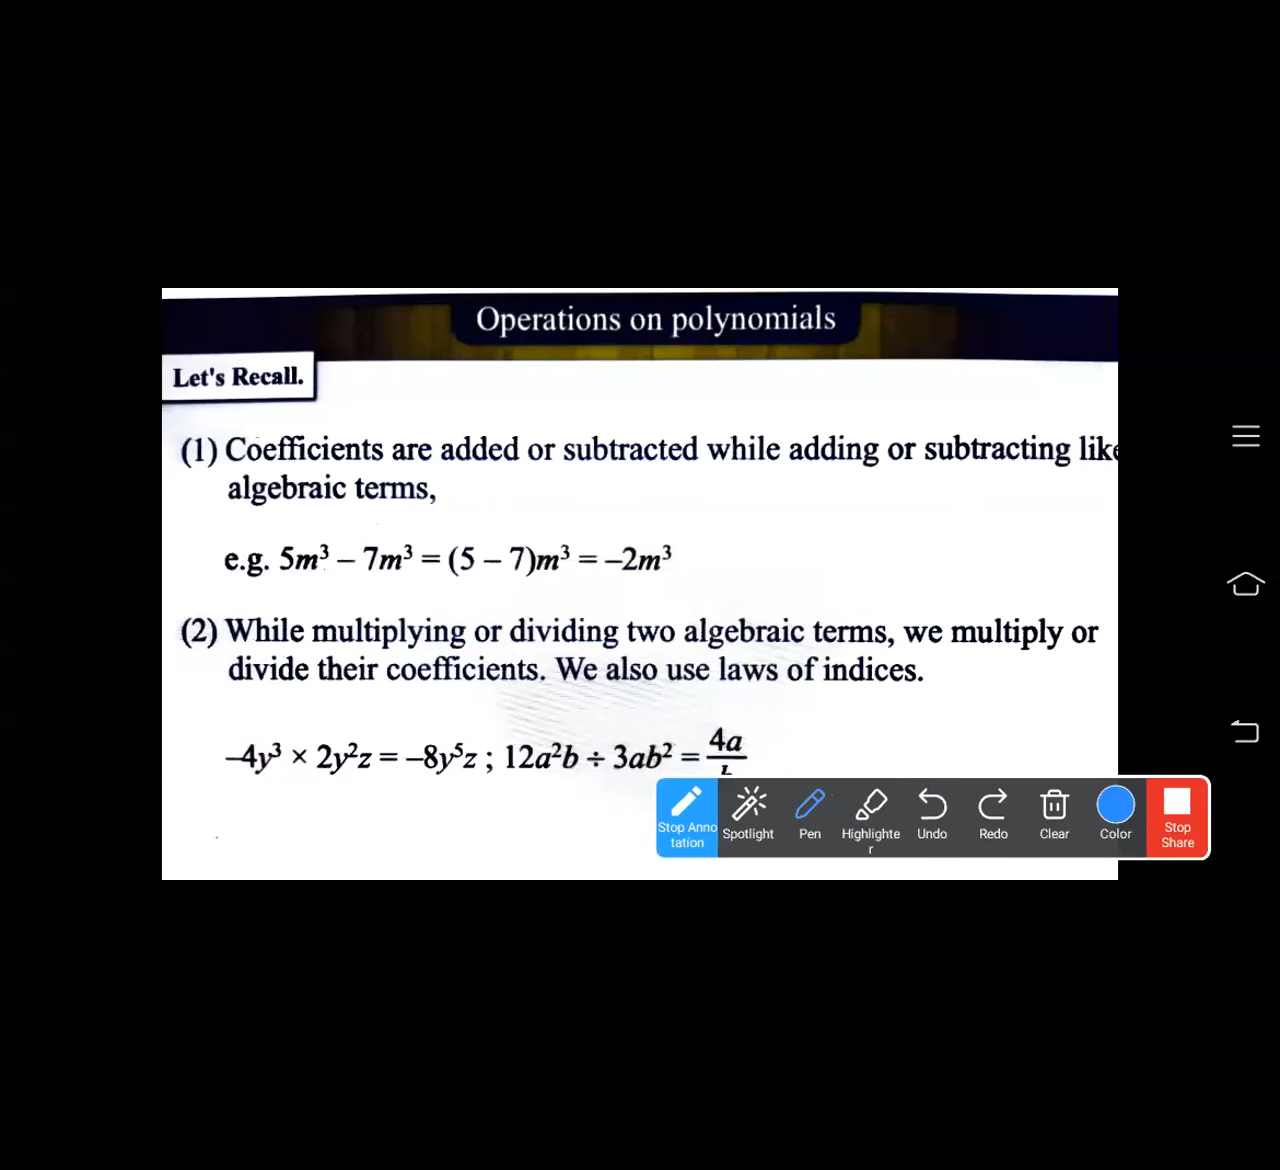 Operations on polynomials
Let's Recall.
(1) Coefficients are added or subtracted while adding or subtracting like
algebraic terms,
e.g. 5m³ – 7m³ = (5 – 7)m³ = –2m³
(2) While multiplying or dividing two algebraic terms, we multiply or
divide their coefficients. We also use laws of indices.
–4y³ × 2y²z = –8y⁵z ; 12a²b ÷ 3ab² = 4a
Stop Anno
tation
Spotlight
Pen
Highlighte
r
Undo
Redo
Clear
Color
Stop
Share